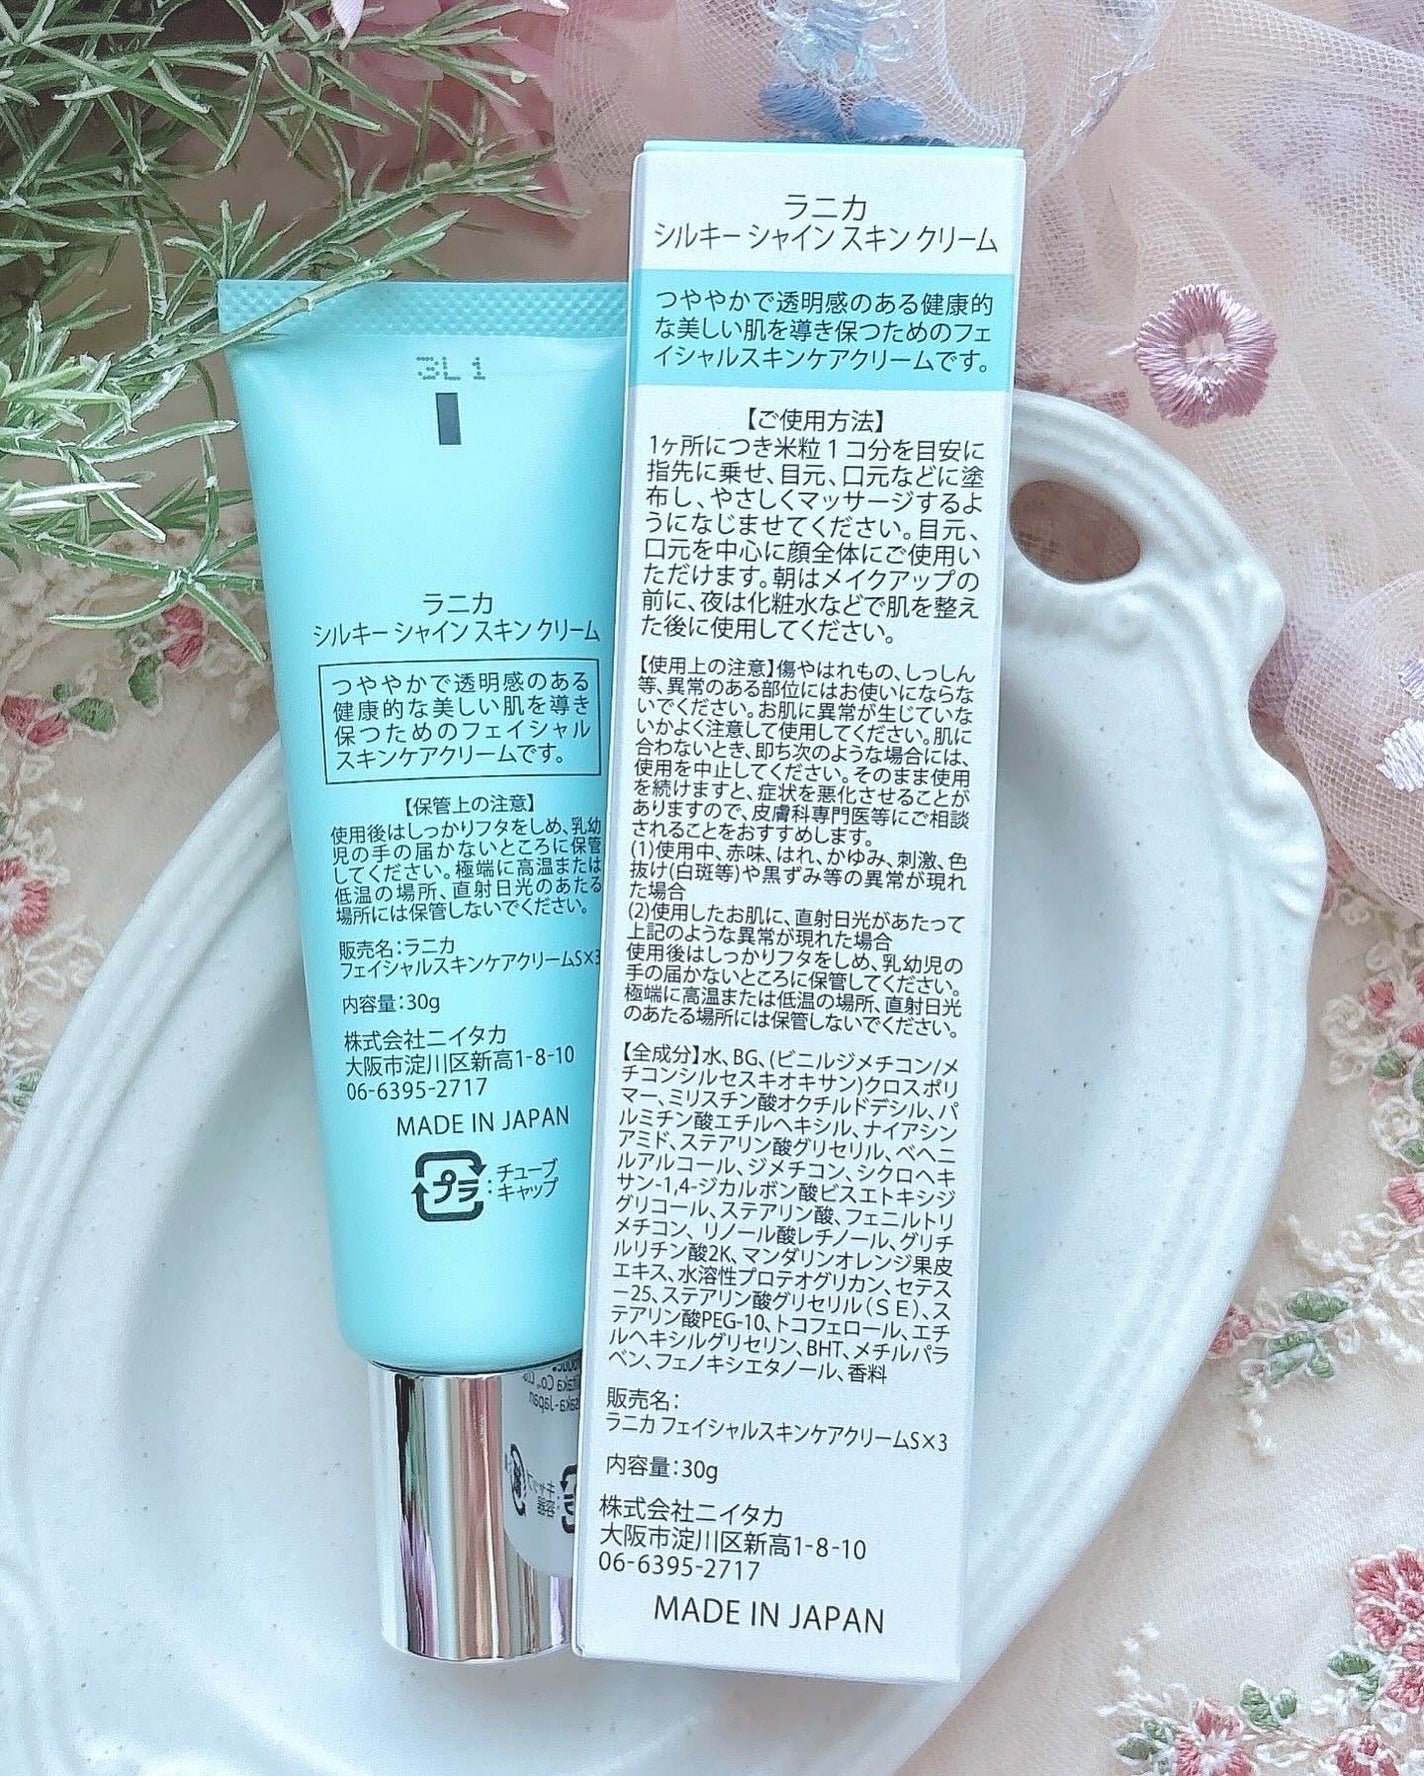 3L1
ラニカ
シルキー シャイン スキン クリーム
つややかで透明感のある
健康的な美しい肌を導き
保つためのフェイシャル
スキンケアクリームです。
【保管上の注意】
使用後はしっかりフタをしめ、乳幼
児の手の届かないところに保管
してください。極端に高温または
低温の場所、直射日光のあたる
場所には保管しないでください。
販売名：ラニカ
フェイシャルスキンケアクリームS×3
内容量：30g
株式会社ニイタカ
大阪市淀川区新高1-8-10
06-6395-2717
MADE IN JAPAN
プラ：チューブ
キャップ
ラニカ
シルキー シャイン スキン クリーム
つややかで透明感のある健康的
な美しい肌を導き保つためのフェ
イシャルスキンケアクリームです。
【ご使用方法】
1ヶ所につき米粒１コ分を目安に
指先に乗せ、目元、口元などに塗
布し、やさしくマッサージするよ
うになじませてください。目元、
口元を中心に顔全体にご使用い
ただけます。朝はメイクアップの
前に、夜は化粧水などで肌を整え
た後に使用してください。
【使用上の注意】傷やはれもの、しっしん
等、異常のある部位にはお使いにならな
いでください。お肌に異常が生じていな
いかよく注意して使用してください。肌に
合わないとき、即ち次のような場合には、
使用を中止してください。そのまま使用
を続けますと、症状を悪化させることが
ありますので、皮膚科専門医等にご相談
されることをおすすめします。
(1)使用中、赤味、はれ、かゆみ、刺激、色
抜け(白斑等)や黒ずみ等の異常が現れ
た場合
(2)使用したお肌に、直射日光があたって
上記のような異常が現れた場合
使用後はしっかりフタをしめ、乳幼児の
手の届かないところに保管してください。
極端に高温または低温の場所、直射日光
のあたる場所には保管しないでください。
【全成分】水、BG、(ビニルジメチコン/メ
チコンシルセスキオキサン)クロスポリ
マー、ミリスチン酸オクチルドデシル、パ
ルミチン酸エチルヘキシル、ナイアシン
アミド、ステアリン酸グリセリル、ベヘニ
ルアルコール、ジメチコン、シクロヘキ
サン-1,4-ジカルボン酸ビスエトキシジ
グリコール、ステアリン酸、フェニルトリ
メチコン、リノール酸レチノール、グリチ
ルリチン酸2K、マンダリンオレンジ果皮
エキス、水溶性プロテオグリカン、セテス
－25、ステアリン酸グリセリル（ＳＥ）、ス
テアリン酸PEG-10、トコフェロール、エチ
ルヘキシルグリセリン、BHT、メチルパラ
ベン、フェノキシエタノール、香料
販売名：
ラニカ フェイシャルスキンケアクリームS×3
内容量：30g
株式会社ニイタカ
大阪市淀川区新高1-8-10
06-6395-2717
MADE IN JAPAN